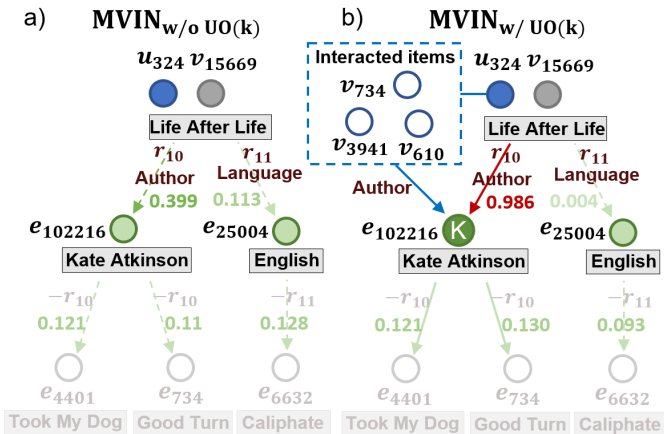 a) MVIN w/o UO(k)
u324 v15669
Life After Life
r10 r11
Author Language
0.399 0.113
e102216 e25004
Kate Atkinson English
−r10 −r10 −r11
0.121 0.11 0.128
e4401 e734 e6632
Took My Dog Good Turn Caliphate
b) MVIN w/ UO(k)
Interacted items
v734
v3941 v610
u324 v15669
Life After Life
r10 r11
Author Author Language
0.986 0.004
e102216 K e25004
Kate Atkinson English
−r10 −r10 −r11
0.121 0.130 0.093
e4401 e734 e6632
Took My Dog Good Turn Caliphate